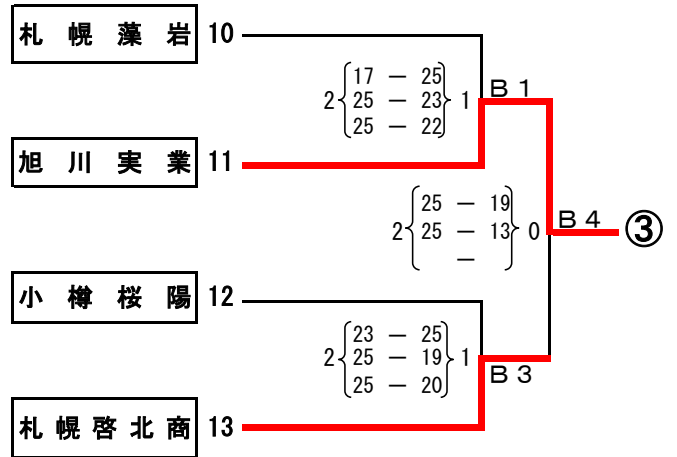 札幌藻岩 10
17 － 25
2 25 － 23 1 B 1
25 － 22
旭川実業 11
25 － 19
2 25 － 13 0 B 4 ③
－
小樽桜陽 12
23 － 25
2 25 － 19 1
25 － 20 B 3
札幌啓北商 13